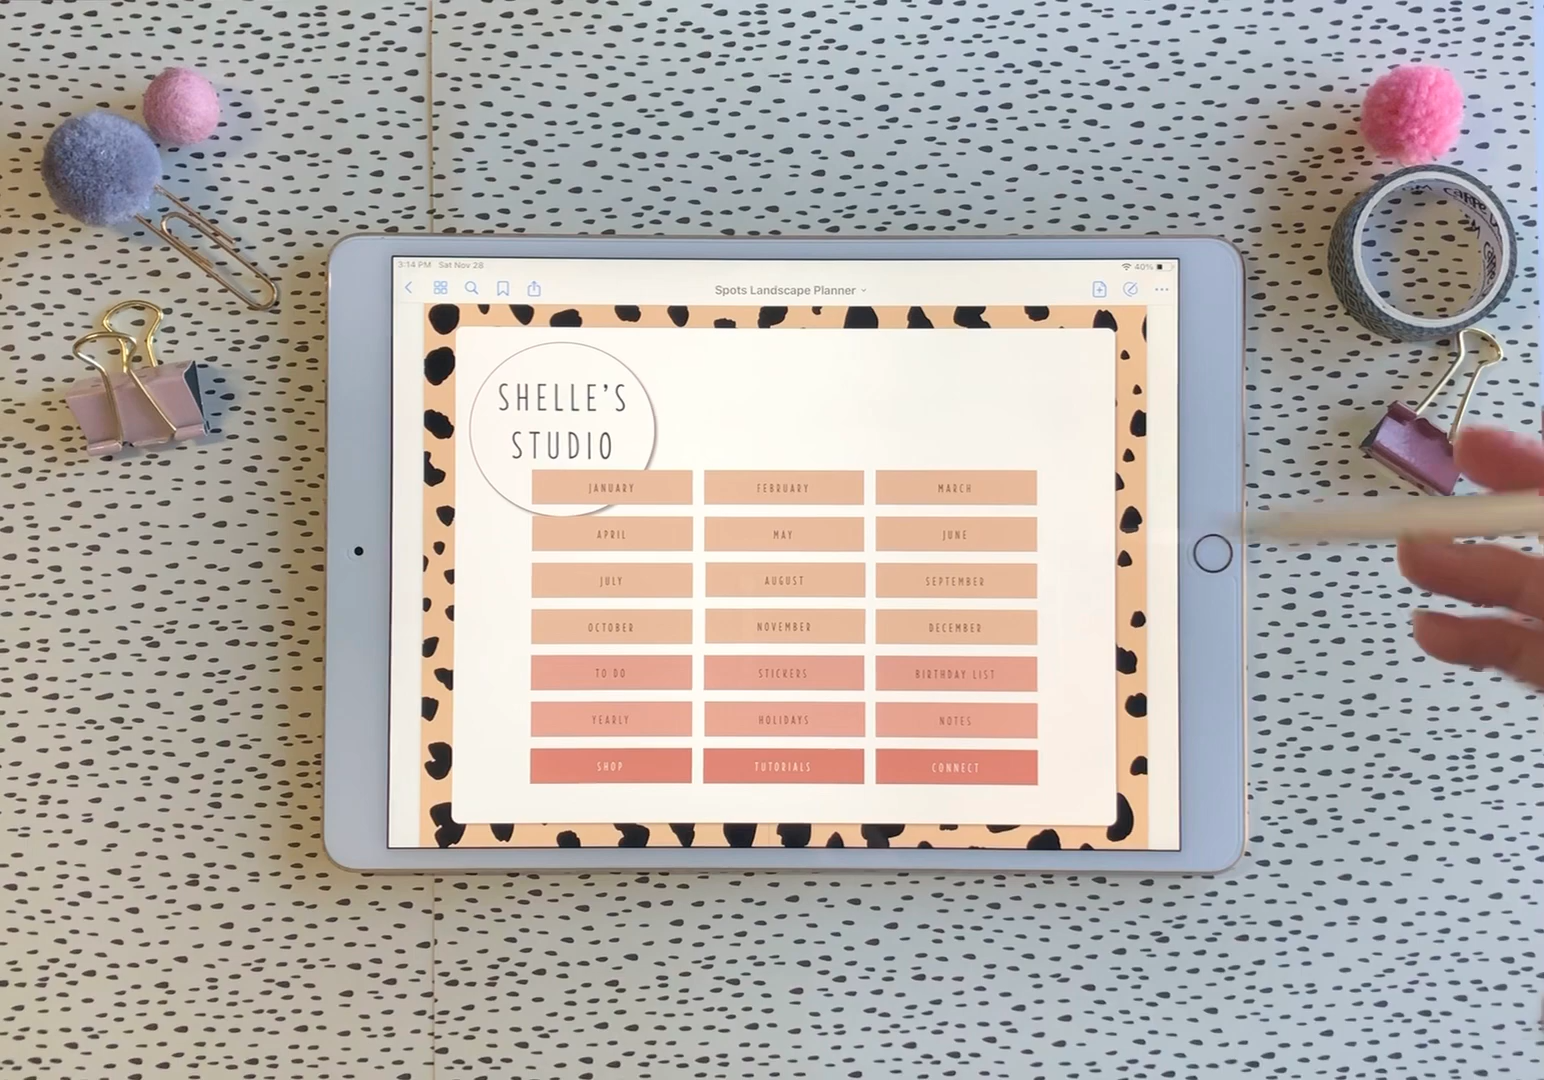 3:14 PM Sat Nov 28
40%
Spots Landscape Planner
SHELLE'S
STUDIO
JANUARY FEBRUARY MARCH
APRIL MAY JUNE
JULY AUGUST SEPTEMBER
OCTOBER NOVEMBER DECEMBER
TO DO STICKERS BIRTHDAY LIST
YEARLY HOLIDAYS NOTES
SHOP TUTORIALS CONNECT